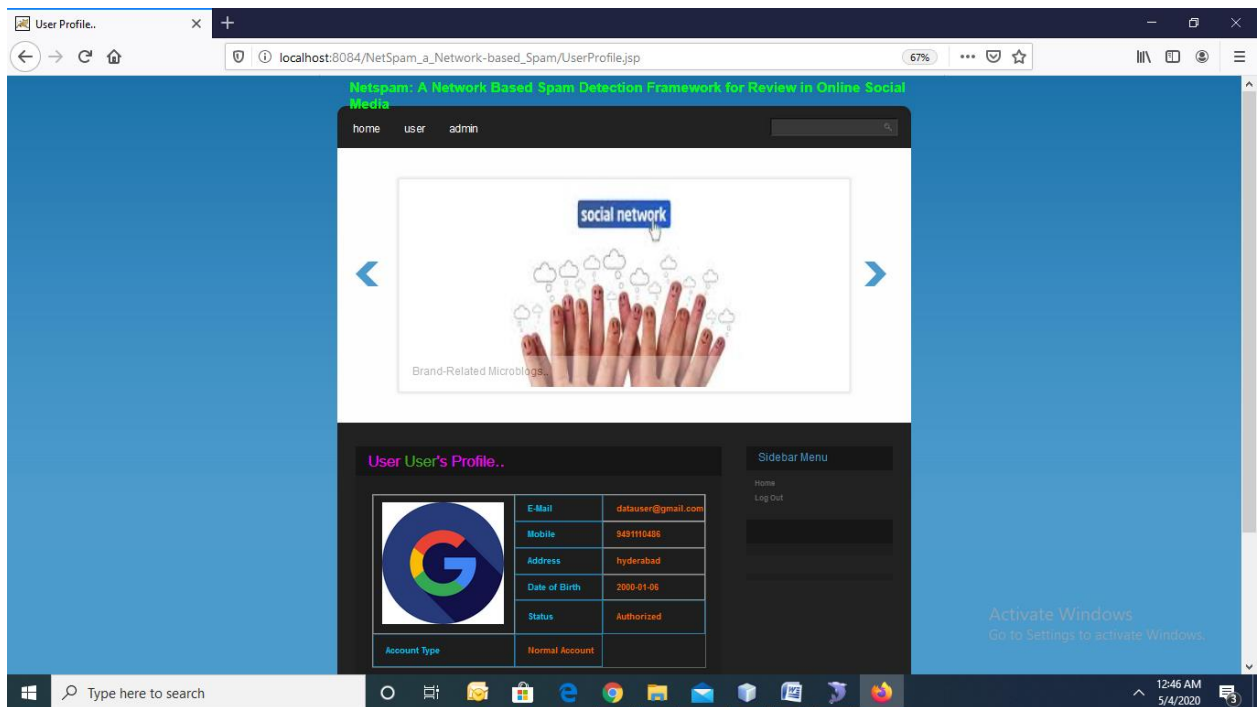 User Profile..
localhost:8084/NetSpam_a_Network-based_Spam/UserProfile.jsp
67%
Netspam: A Network Based Spam Detection Framework for Review in Online Social
Media
home user admin
social network
Brand-Related Microblogs..
User User's Profile..
Sidebar Menu
Home
Log Out
E-Mail datauser@gmail.com
Mobile 9491110486
Address hyderabad
Date of Birth 2000-01-06
Status Authorized
Account Type Normal Account
Activate Windows
Go to Settings to activate Windows.
Type here to search
12:46 AM
5/4/2020
3